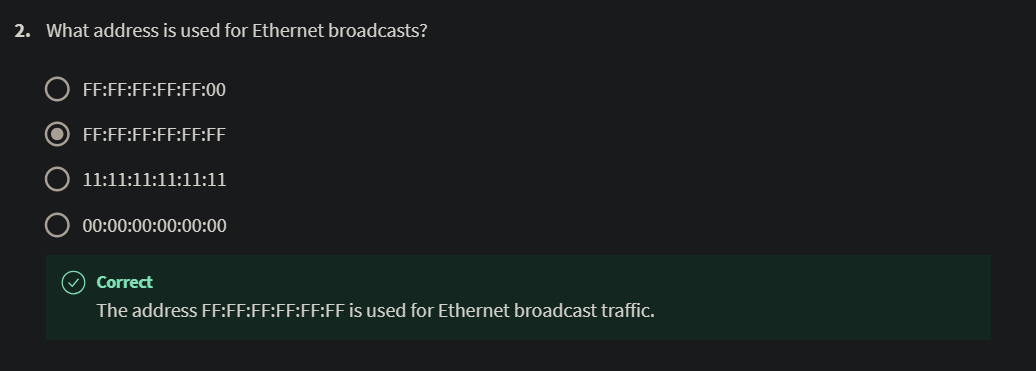 2. What address is used for Ethernet broadcasts?
FF:FF:FF:FF:FF:00
FF:FF:FF:FF:FF:FF
11:11:11:11:11:11
00:00:00:00:00:00
Correct
The address FF:FF:FF:FF:FF:FF is used for Ethernet broadcast traffic.